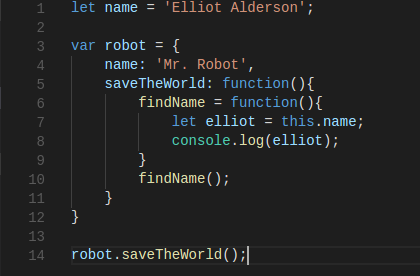 1 let name = 'Elliot Alderson';
2
3 var robot = {
4     name: 'Mr. Robot',
5     saveTheWorld: function(){
6         findName = function(){
7             let elliot = this.name;
8             console.log(elliot);
9         }
10         findName();
11     }
12 }
13
14 robot.saveTheWorld();